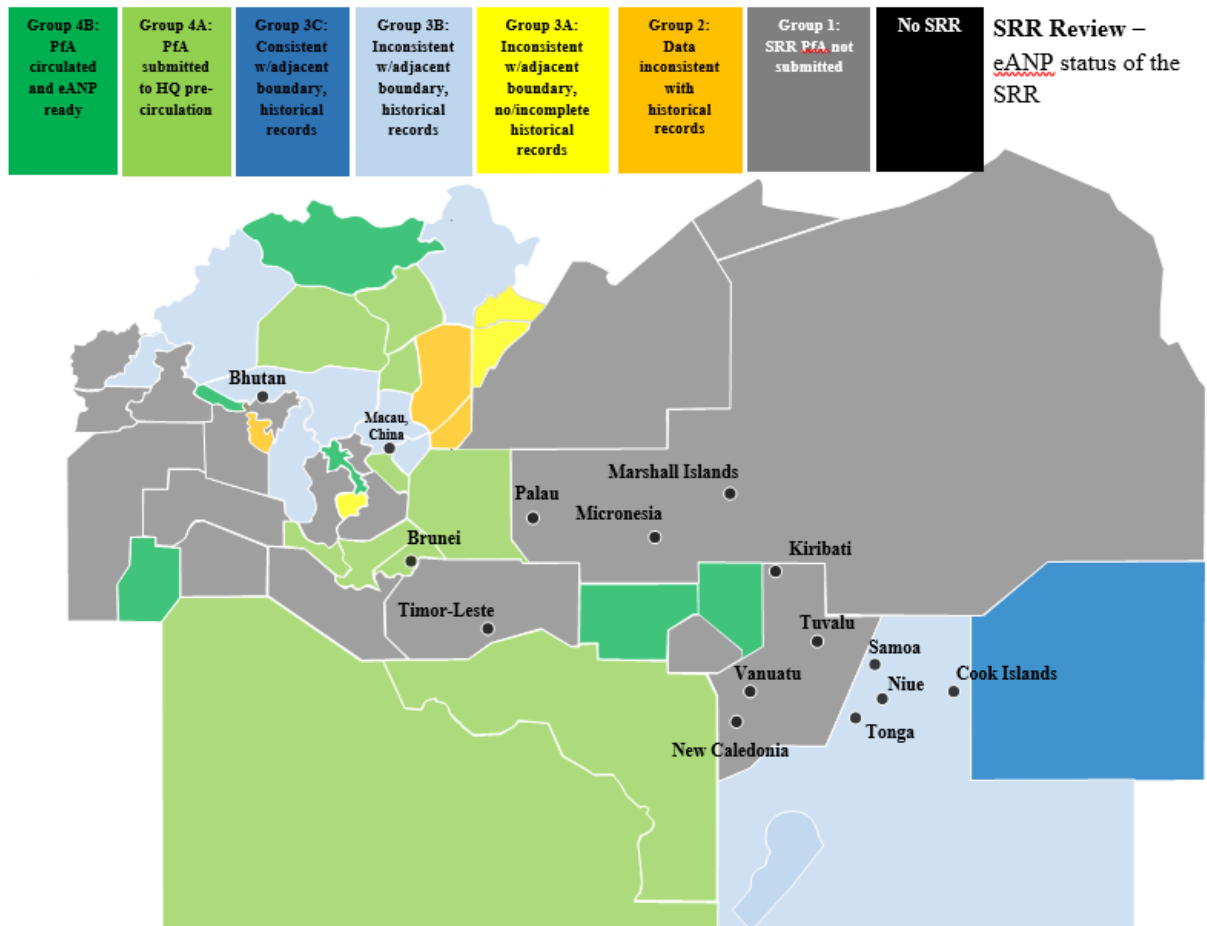 Group 4B:
PfA
circulated
and eANP
ready
Group 4A:
PfA
submitted
to HQ pre-
circulation
Group 3C:
Consistent
w/adjacent
boundary,
historical
records
Group 3B:
Inconsistent
w/adjacent
boundary,
historical
records
Group 3A:
Inconsistent
w/adjacent
boundary,
no/incomplete
historical
records
Group 2:
Data
inconsistent
with
historical
records
Group 1:
SRR PfA not
submitted
No SRR
SRR Review –
eANP status of the
SRR
Bhutan
Macau,
China
Marshall Islands
Palau
Micronesia
Brunei
Kiribati
Timor-Leste
Tuvalu
Samoa
Vanuatu
Niue
Cook Islands
Tonga
New Caledonia